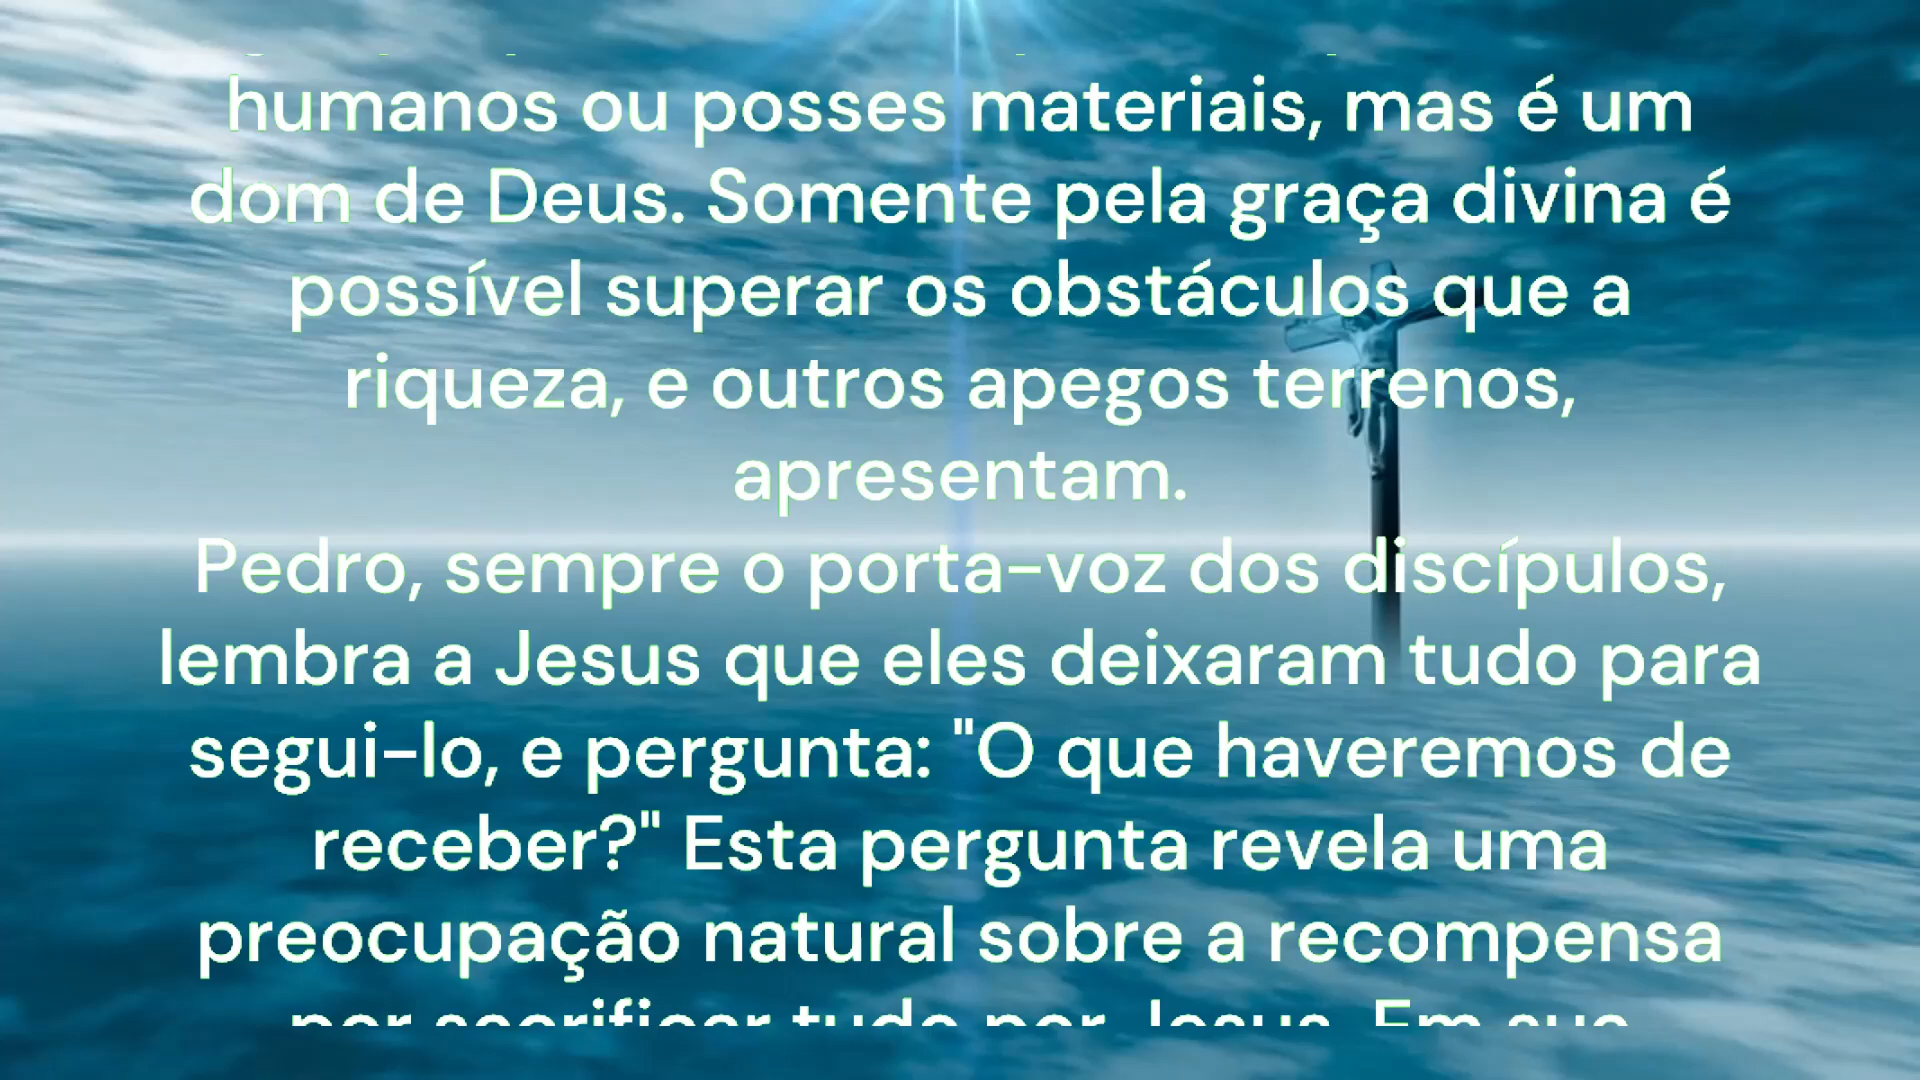 humanos ou posses materiais, mas é um
dom de Deus. Somente pela graça divina é
possível superar os obstáculos que a
riqueza, e outros apegos terrenos,
apresentam.
Pedro, sempre o porta-voz dos discípulos,
lembra a Jesus que eles deixaram tudo para
segui-lo, e pergunta: "O que haveremos de
receber?" Esta pergunta revela uma
preocupação natural sobre a recompensa
por sacrificar tudo por Jesus. Em sua